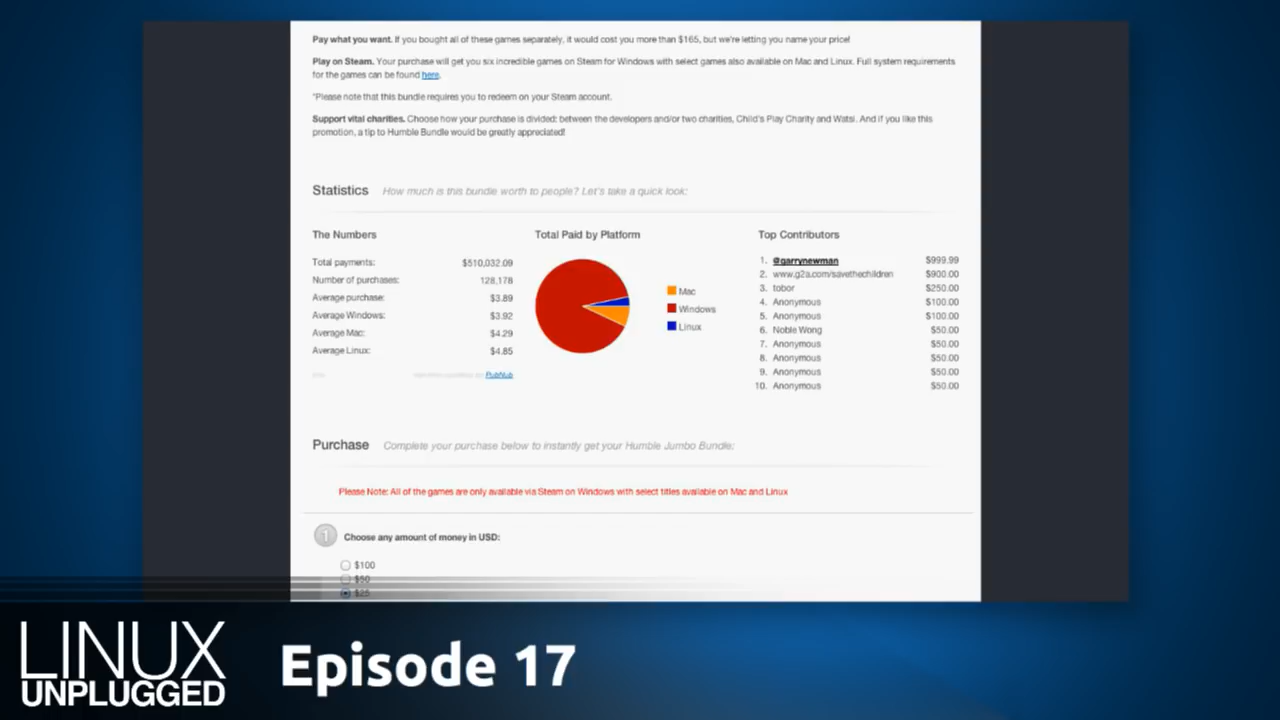 Pay what you want. If you bought all of these games separately, it would cost you more than $165, but we're letting you name your price!
Play on Steam. Your purchase will get you six incredible games on Steam for Windows with select games also available on Mac and Linux. Full system requirements
for the games can be found here.
*Please note that this bundle requires you to redeem on your Steam account.
Support vital charities. Choose how your purchase is divided: between the developers and/or two charities, Child's Play Charity and Watsi. And if you like this
promotion, a tip to Humble Bundle would be greatly appreciated!
Statistics How much is this bundle worth to people? Let's take a quick look:
The Numbers
Total payments: $510,032.09
Number of purchases: 128,178
Average purchase: $3.89
Average Windows: $3.92
Average Mac: $4.29
Average Linux: $4.85
PubNub
Total Paid by Platform
Mac
Windows
Linux
Top Contributors
1. @garrynewman $999.99
2. www.g2a.com/savethechildren $900.00
3. tobor $250.00
4. Anonymous $100.00
5. Anonymous $100.00
6. Noble Wong $50.00
7. Anonymous $50.00
8. Anonymous $50.00
9. Anonymous $50.00
10. Anonymous $50.00
Purchase Complete your purchase below to instantly get your Humble Jumbo Bundle:
Please Note: All of the games are only available via Steam on Windows with select titles available on Mac and Linux
1 Choose any amount of money in USD:
$100
$50
$25
LINUX
UNPLUGGED
Episode 17